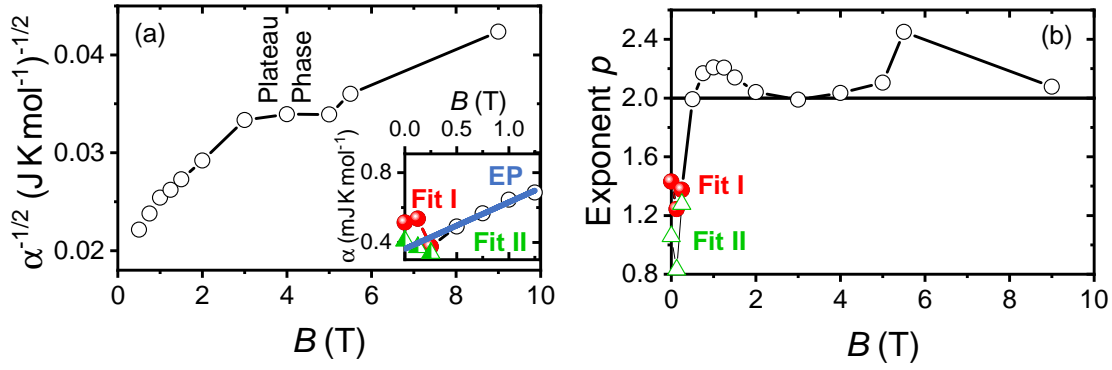 (a)
α⁻¹/² (J K mol⁻¹)⁻¹/²
0.04
0.03
0.02
0 2 4 6 8 10
B (T)
Plateau
Phase
B (T)
0.0 0.5 1.0
α (mJ K mol⁻¹)
0.8
0.4
EP
Fit I
Fit II
(b)
Exponent p
2.4
2.0
1.6
1.2
0.8
Fit I
Fit II
0 2 4 6 8 10
B (T)